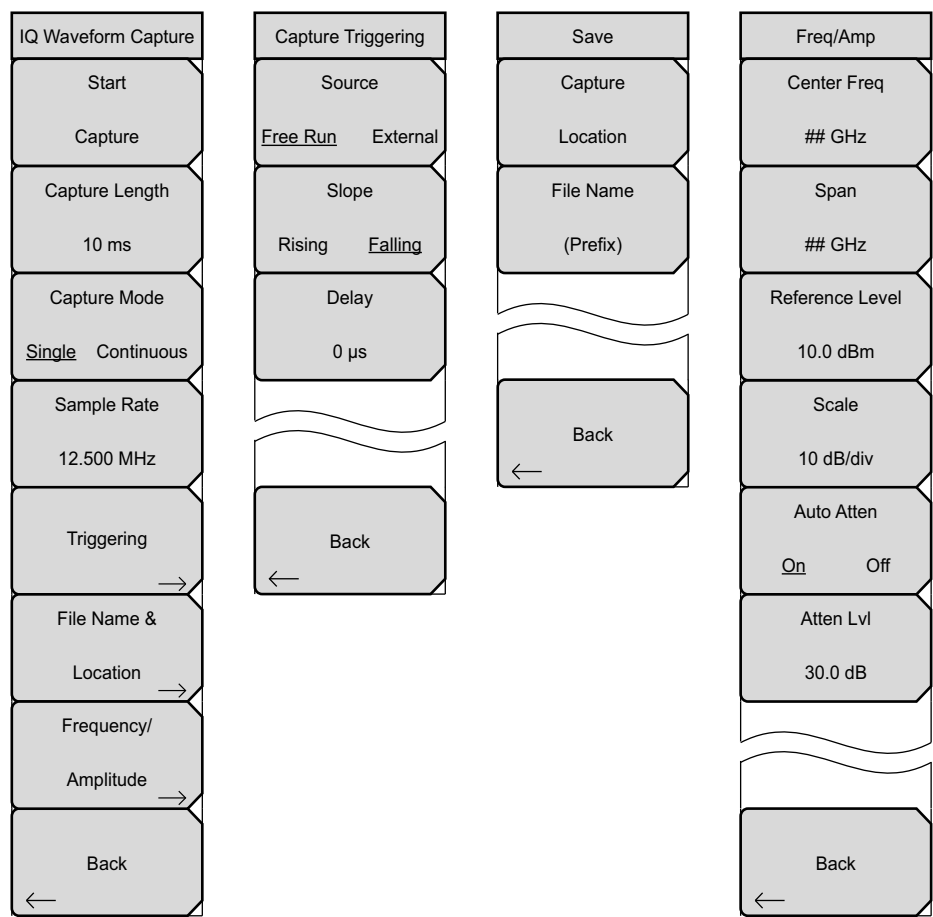 IQ Waveform Capture
Start
Capture
Capture Length
10 ms
Capture Mode
Single Continuous
Sample Rate
12.500 MHz
Triggering
File Name &
Location
Frequency/
Amplitude
Back
Capture Triggering
Source
Free Run External
Slope
Rising Falling
Delay
0 µs
Back
Save
Capture
Location
File Name
(Prefix)
Back
Freq/Amp
Center Freq
## GHz
Span
## GHz
Reference Level
10.0 dBm
Scale
10 dB/div
Auto Atten
On Off
Atten Lvl
30.0 dB
Back